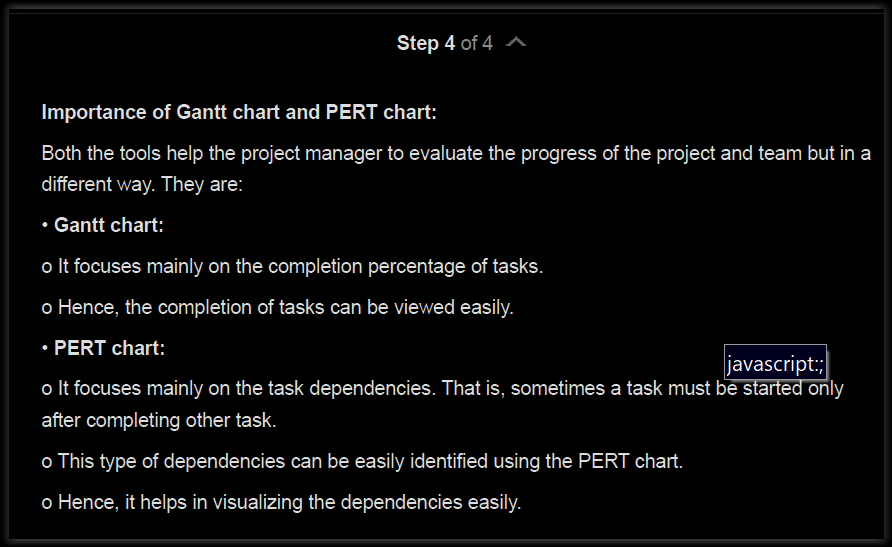 Step 4 of 4
Importance of Gantt chart and PERT chart:
Both the tools help the project manager to evaluate the progress of the project and team but in a
different way. They are:
• Gantt chart:
o It focuses mainly on the completion percentage of tasks.
o Hence, the completion of tasks can be viewed easily.
• PERT chart:
javascript:;
o It focuses mainly on the task dependencies. That is, sometimes a task must be started only
after completing other task.
o This type of dependencies can be easily identified using the PERT chart.
o Hence, it helps in visualizing the dependencies easily.